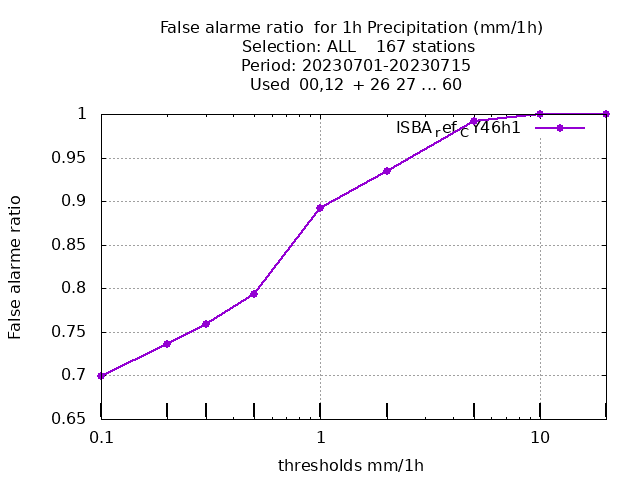 False alarme ratio  for 1h Precipitation (mm/1h)
Selection: ALL    167 stations
Period: 20230701-20230715
Used  00,12  + 26 27 ... 60
1
ISBA_ref_CY46h1
0.95
0.9
0.85
0.8
0.75
0.7
0.65
False alarme ratio
0.1
1
10
thresholds mm/1h